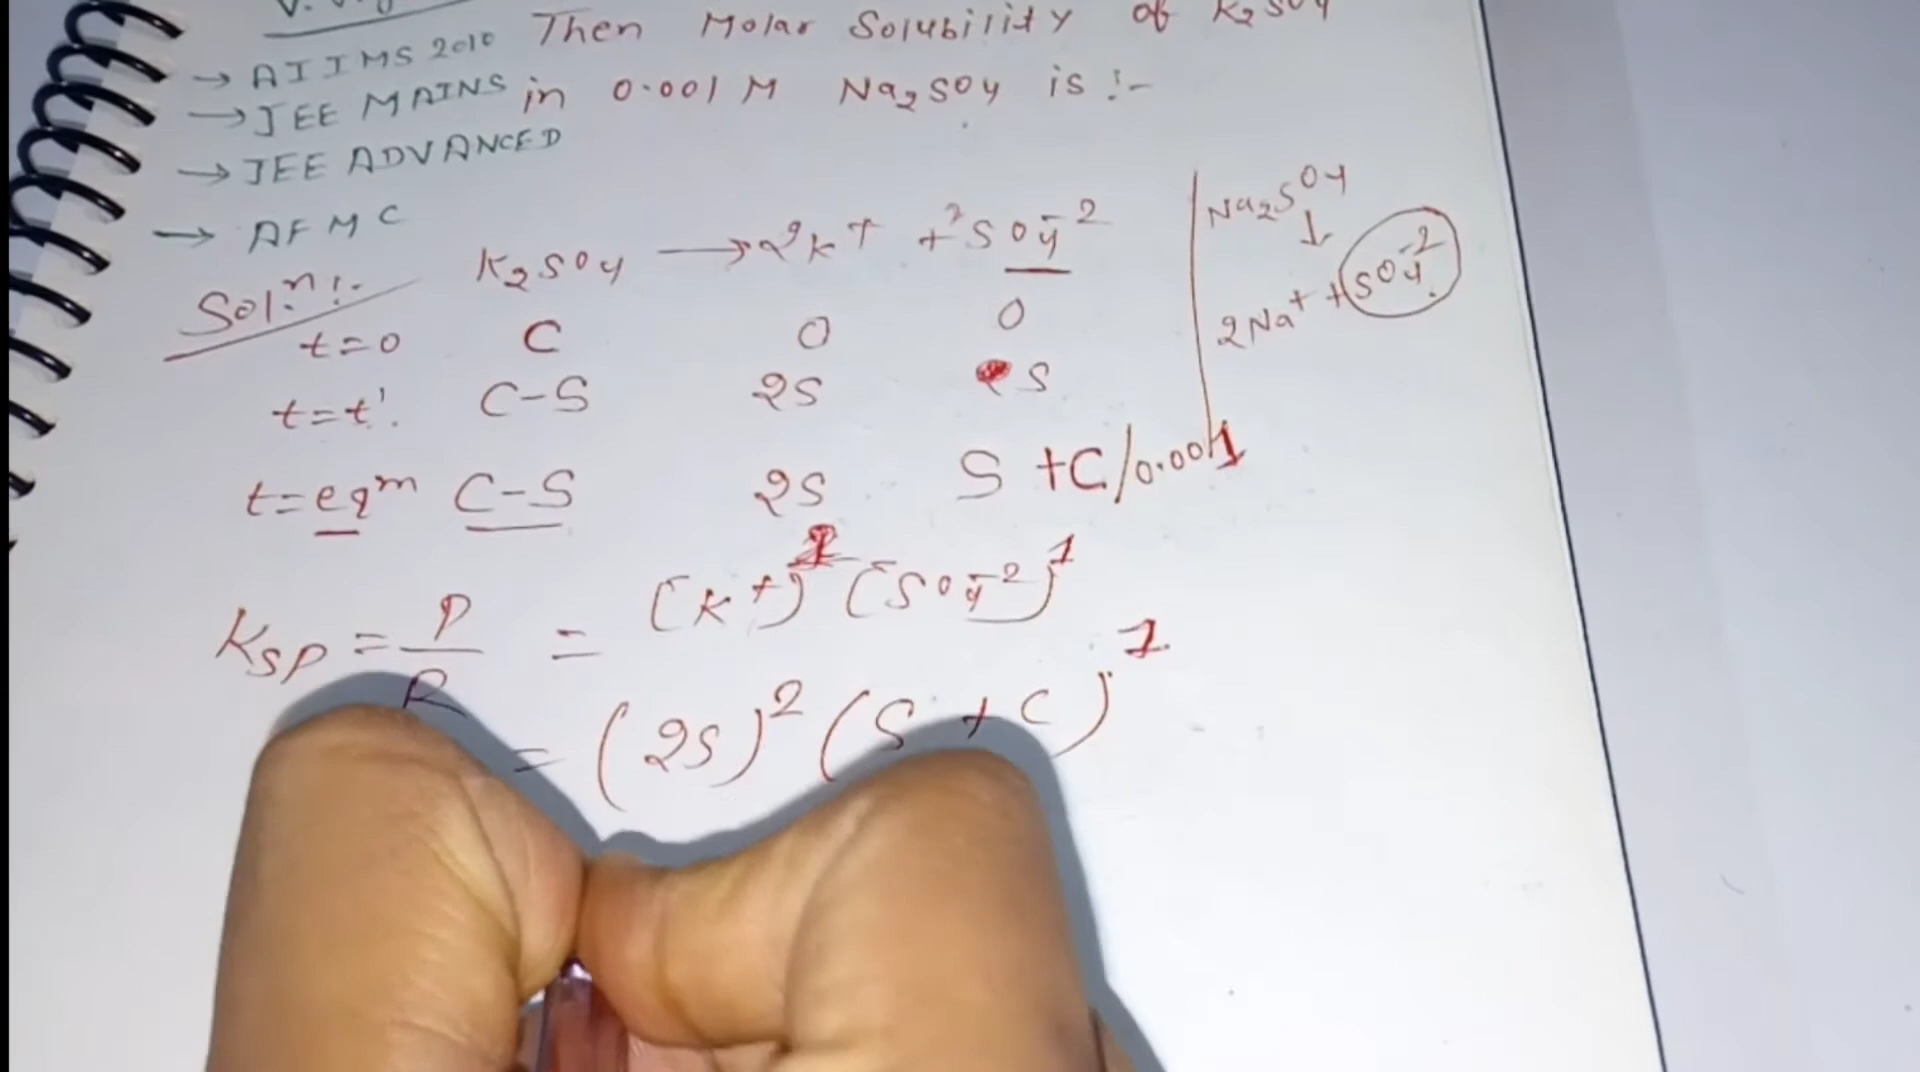 Then Molar Solubility of K2SO4
→ AIIMS 2010
→ JEE MAINS in 0.001 M Na2SO4 is :-
→ JEE ADVANCED
→ AFMC
Sol.n :- K2SO4 → 2K+ + SO4-2
t=0 C 0 0
t=t'. C-S 2S S
t=eqm C-S 2S S +C/0.001
Na2SO4
↓
2Na+ + SO4-2
Ksp = P/R = [K+]2 [SO4-2]1
= (2S)2 (S+C)1